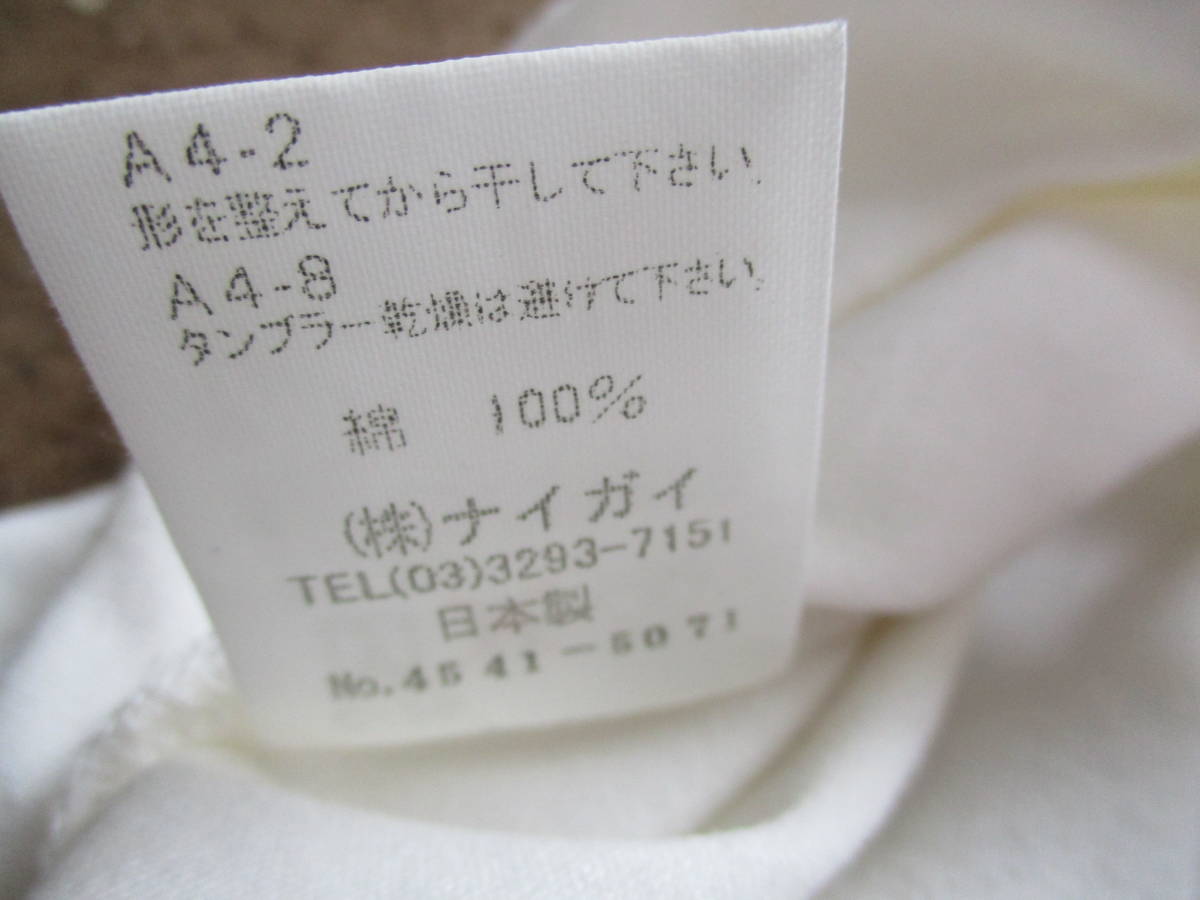 A4-2
形を整えてから干して下さい。
A4-8
タンブラー乾燥は避けて下さい。
綿 100%
(株)ナイガイ
TEL(03)3293-7151
日本製
No.4541-5071